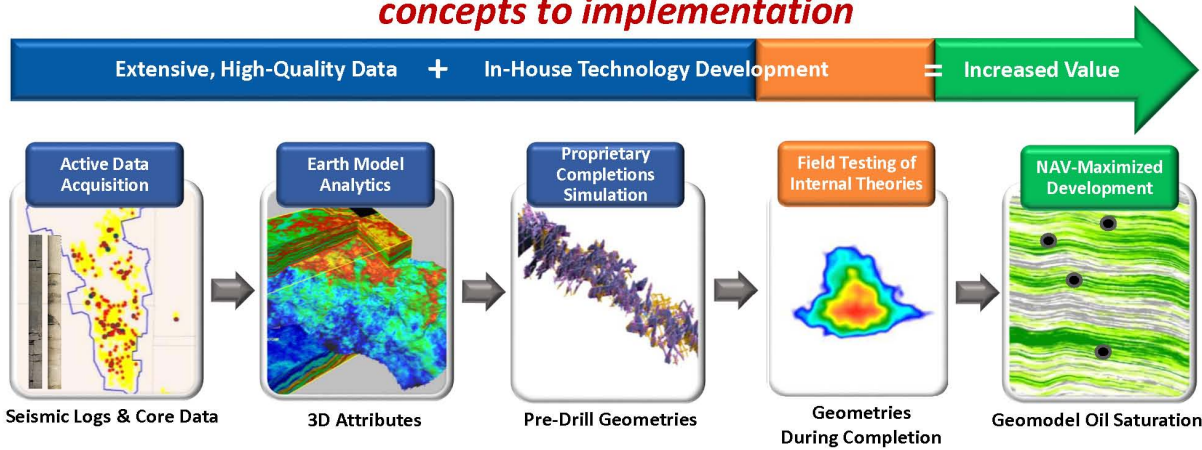 concepts to implementation
Extensive, High-Quality Data + In-House Technology Development = Increased Value
Active Data
Acquisition
Earth Model
Analytics
Proprietary
Completions
Simulation
Field Testing of
Internal Theories
NAV-Maximized
Development
Seismic Logs & Core Data
3D Attributes
Pre-Drill Geometries
Geometries
During Completion
Geomodel Oil Saturation